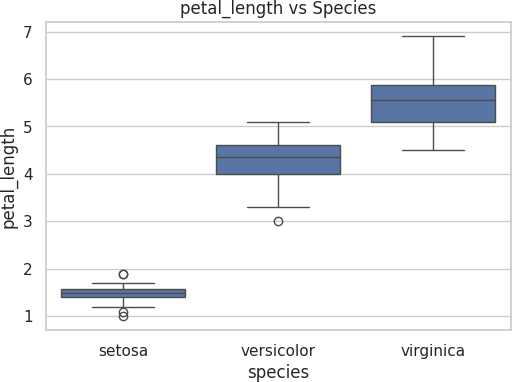 petal_length vs Species
7
6
5
4
3
2
1
petal_length
setosa versicolor virginica
species